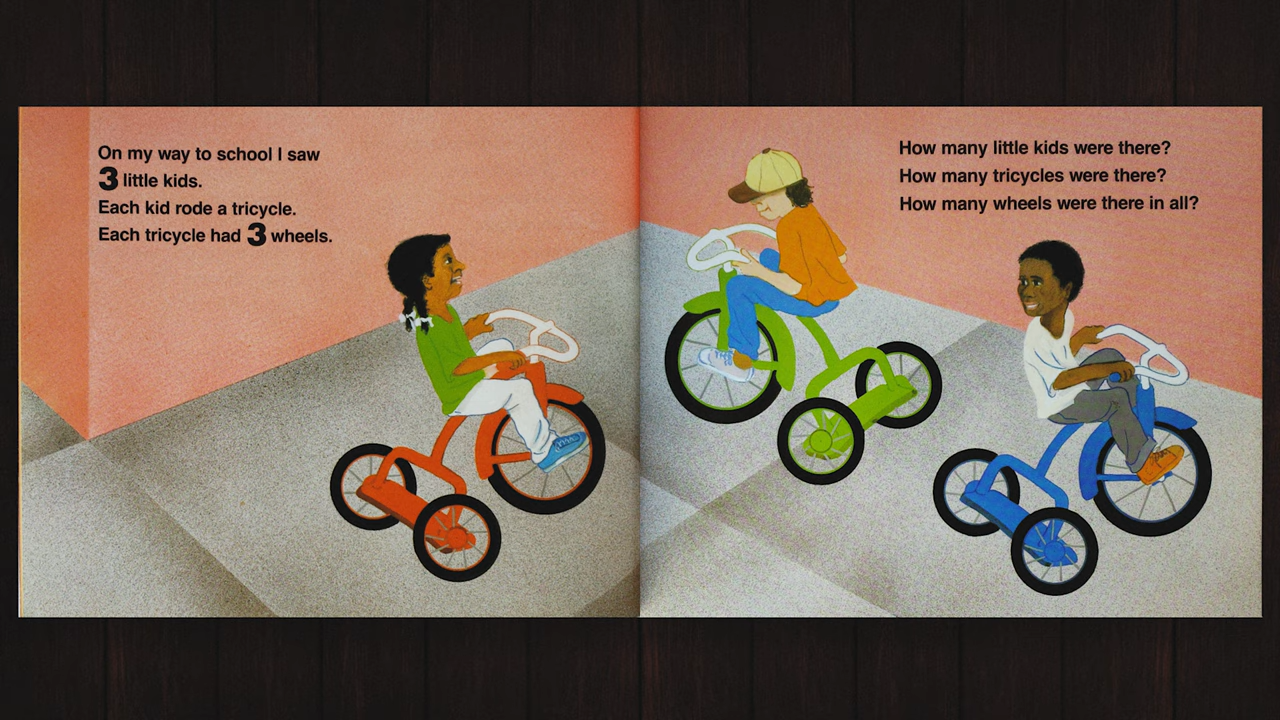 On my way to school I saw
3 little kids.
Each kid rode a tricycle.
Each tricycle had 3 wheels.
How many little kids were there?
How many tricycles were there?
How many wheels were there in all?